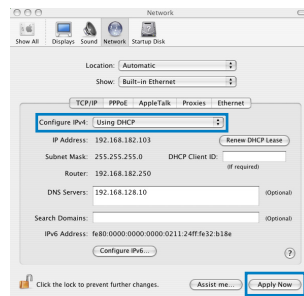 Network
Show All Displays Sound Network Startup Disk
Location: Automatic
Show: Built-in Ethernet
TCP/IP PPPoE AppleTalk Proxies Ethernet
Configure IPv4: Using DHCP
IP Address: 192.168.182.103 Renew DHCP Lease
Subnet Mask: 255.255.255.0 DHCP Client ID:
(If required)
Router: 192.168.182.250
DNS Servers: 192.168.128.10 (Optional)
Search Domains: (Optional)
IPv6 Address: fe80:0000:0000:0000:0211:24ff:fe32:b18e
Configure IPv6... ?
Click the lock to prevent further changes. Assist me... Apply Now